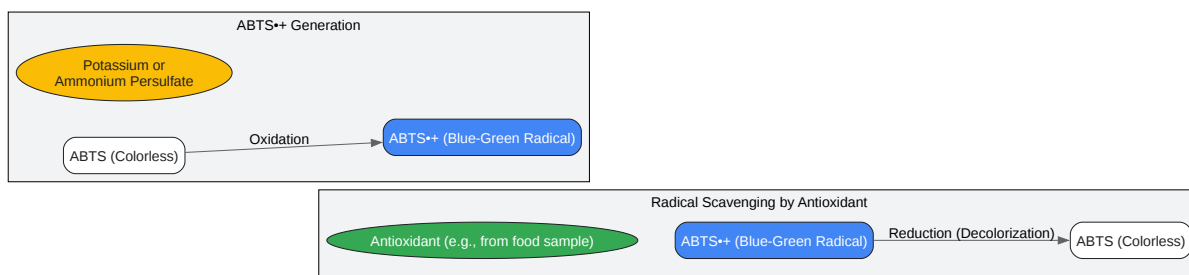 ABTS•+ Generation
Potassium or
Ammonium Persulfate
Oxidation
ABTS (Colorless)
ABTS•+ (Blue-Green Radical)
Radical Scavenging by Antioxidant
Antioxidant (e.g., from food sample)
ABTS•+ (Blue-Green Radical)
Reduction (Decolorization)
ABTS (Colorless)